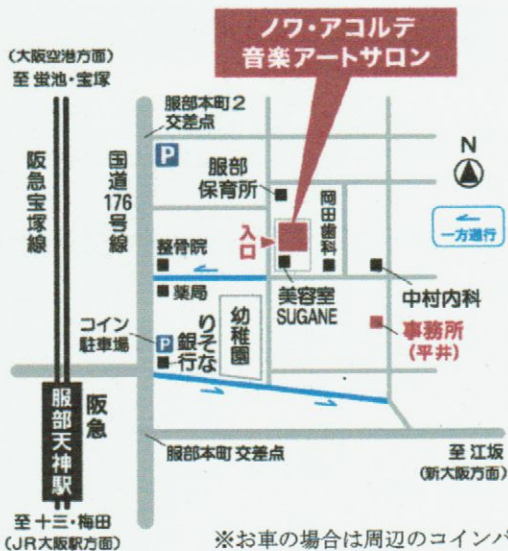 ノワ・アコルデ
音楽アートサロン
(大阪空港方面)
至 蛍池・宝塚
服部本町2
交差点
N
阪急宝塚線
国道176号線
P
服部
保育所
岡田歯科
一方通行
整骨院
入口
薬局
美容室
SUGANE
中村内科
コイン
駐車場
P
りそな
銀行
幼稚園
事務所
(平井)
阪急
服部天神駅
服部本町 交差点
至 江坂
(新大阪方面)
至 十三・梅田
(JR大阪駅方面)
※お車の場合は周辺のコインパ